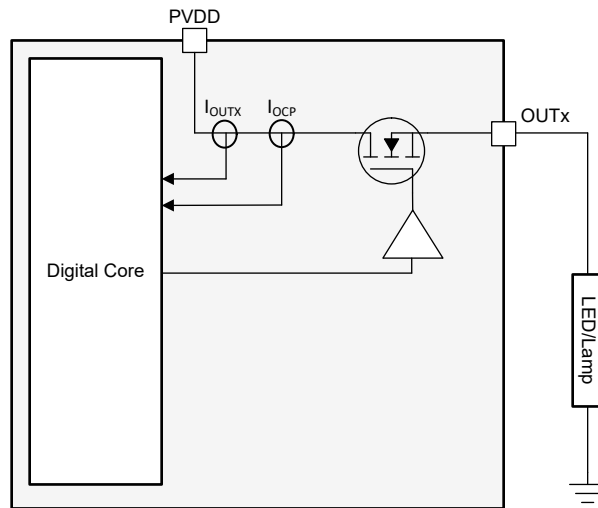 PVDD
I_OUTX I_OCP
OUTx
Digital Core
LED/Lamp